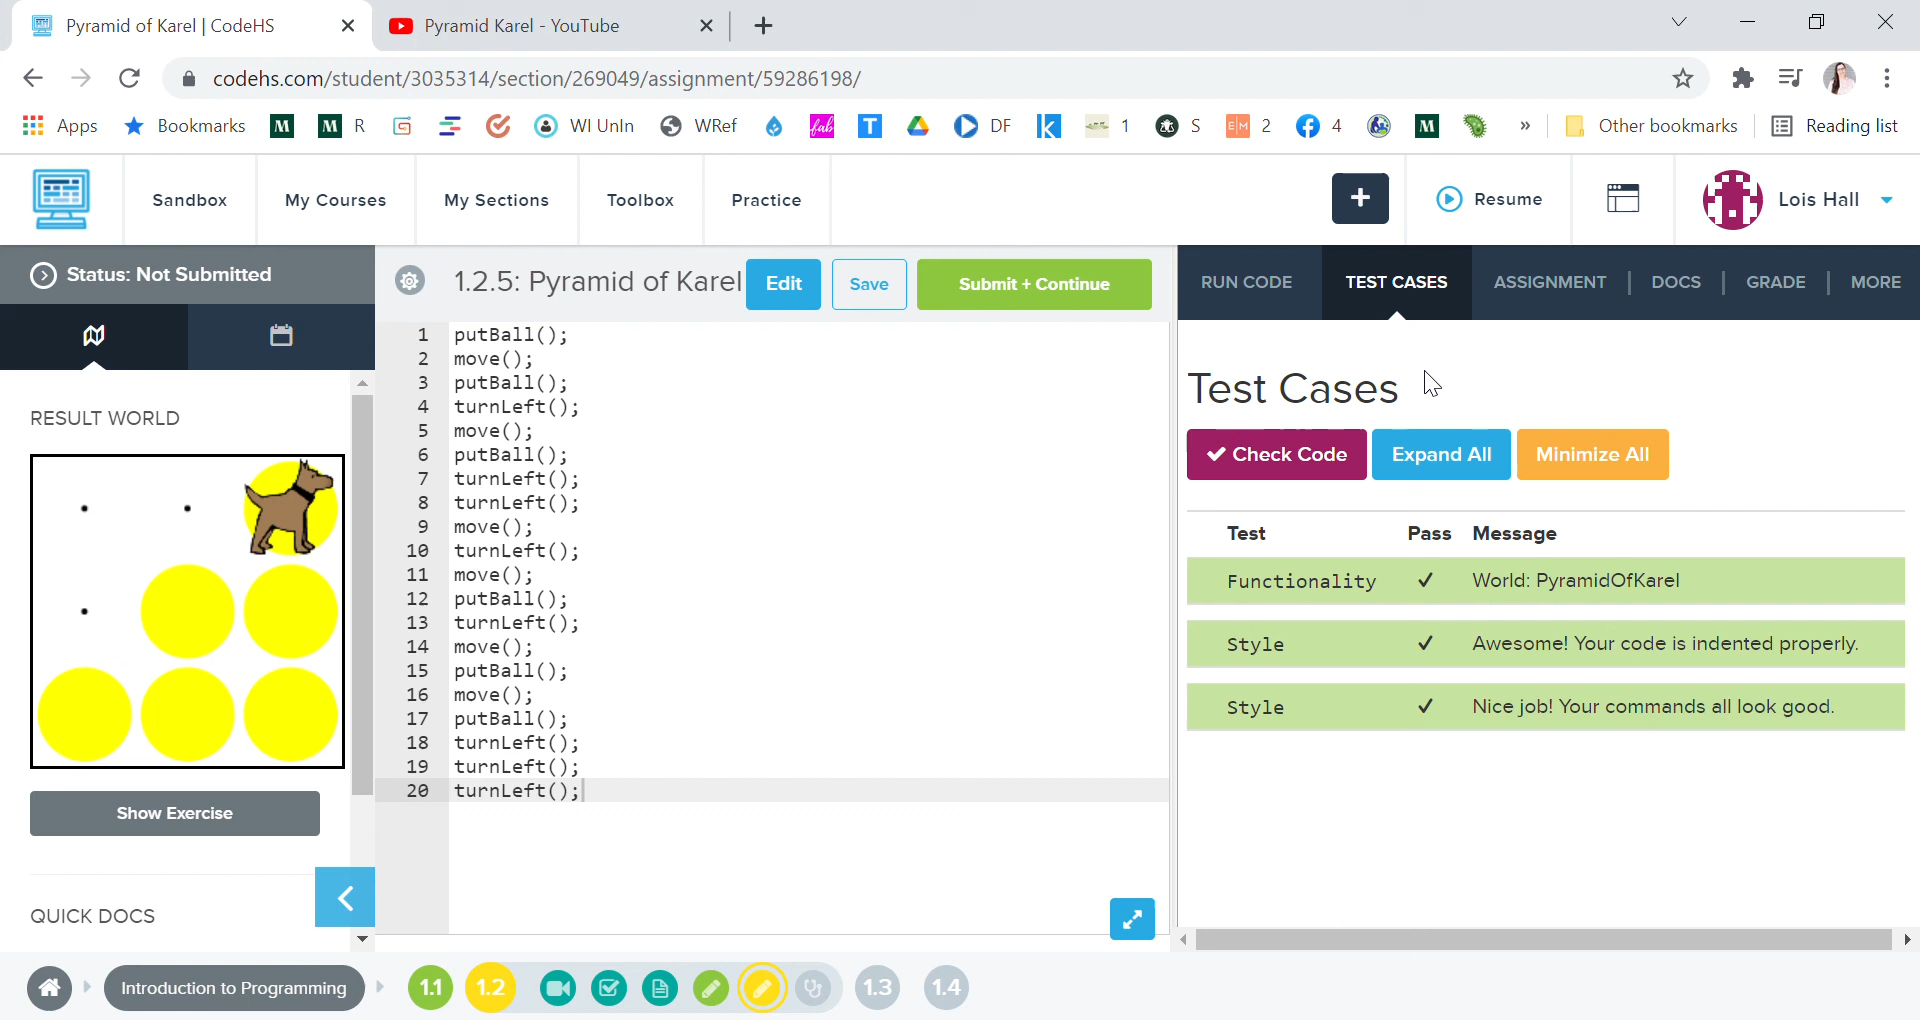 Pyramid of Karel | CodeHS
Pyramid Karel - YouTube
codehs.com/student/3035314/section/269049/assignment/59286198/
Apps Bookmarks M M R WI UnIn WRef fab T DF K 1 S E|M 2 4 M » Other bookmarks Reading list
Sandbox My Courses My Sections Toolbox Practice + Resume Lois Hall
Status: Not Submitted
1.2.5: Pyramid of Karel Edit Save Submit + Continue
RUN CODE TEST CASES ASSIGNMENT DOCS GRADE MORE
RESULT WORLD
Show Exercise
QUICK DOCS
1 putBall();
2 move();
3 putBall();
4 turnLeft();
5 move();
6 putBall();
7 turnLeft();
8 turnLeft();
9 move();
10 turnLeft();
11 move();
12 putBall();
13 turnLeft();
14 move();
15 putBall();
16 move();
17 putBall();
18 turnLeft();
19 turnLeft();
20 turnLeft();
Test Cases
✔ Check Code Expand All Minimize All
Test Pass Message
Functionality ✓ World: PyramidOfKarel
Style ✓ Awesome! Your code is indented properly.
Style ✓ Nice job! Your commands all look good.
Introduction to Programming 1.1 1.2 1.3 1.4